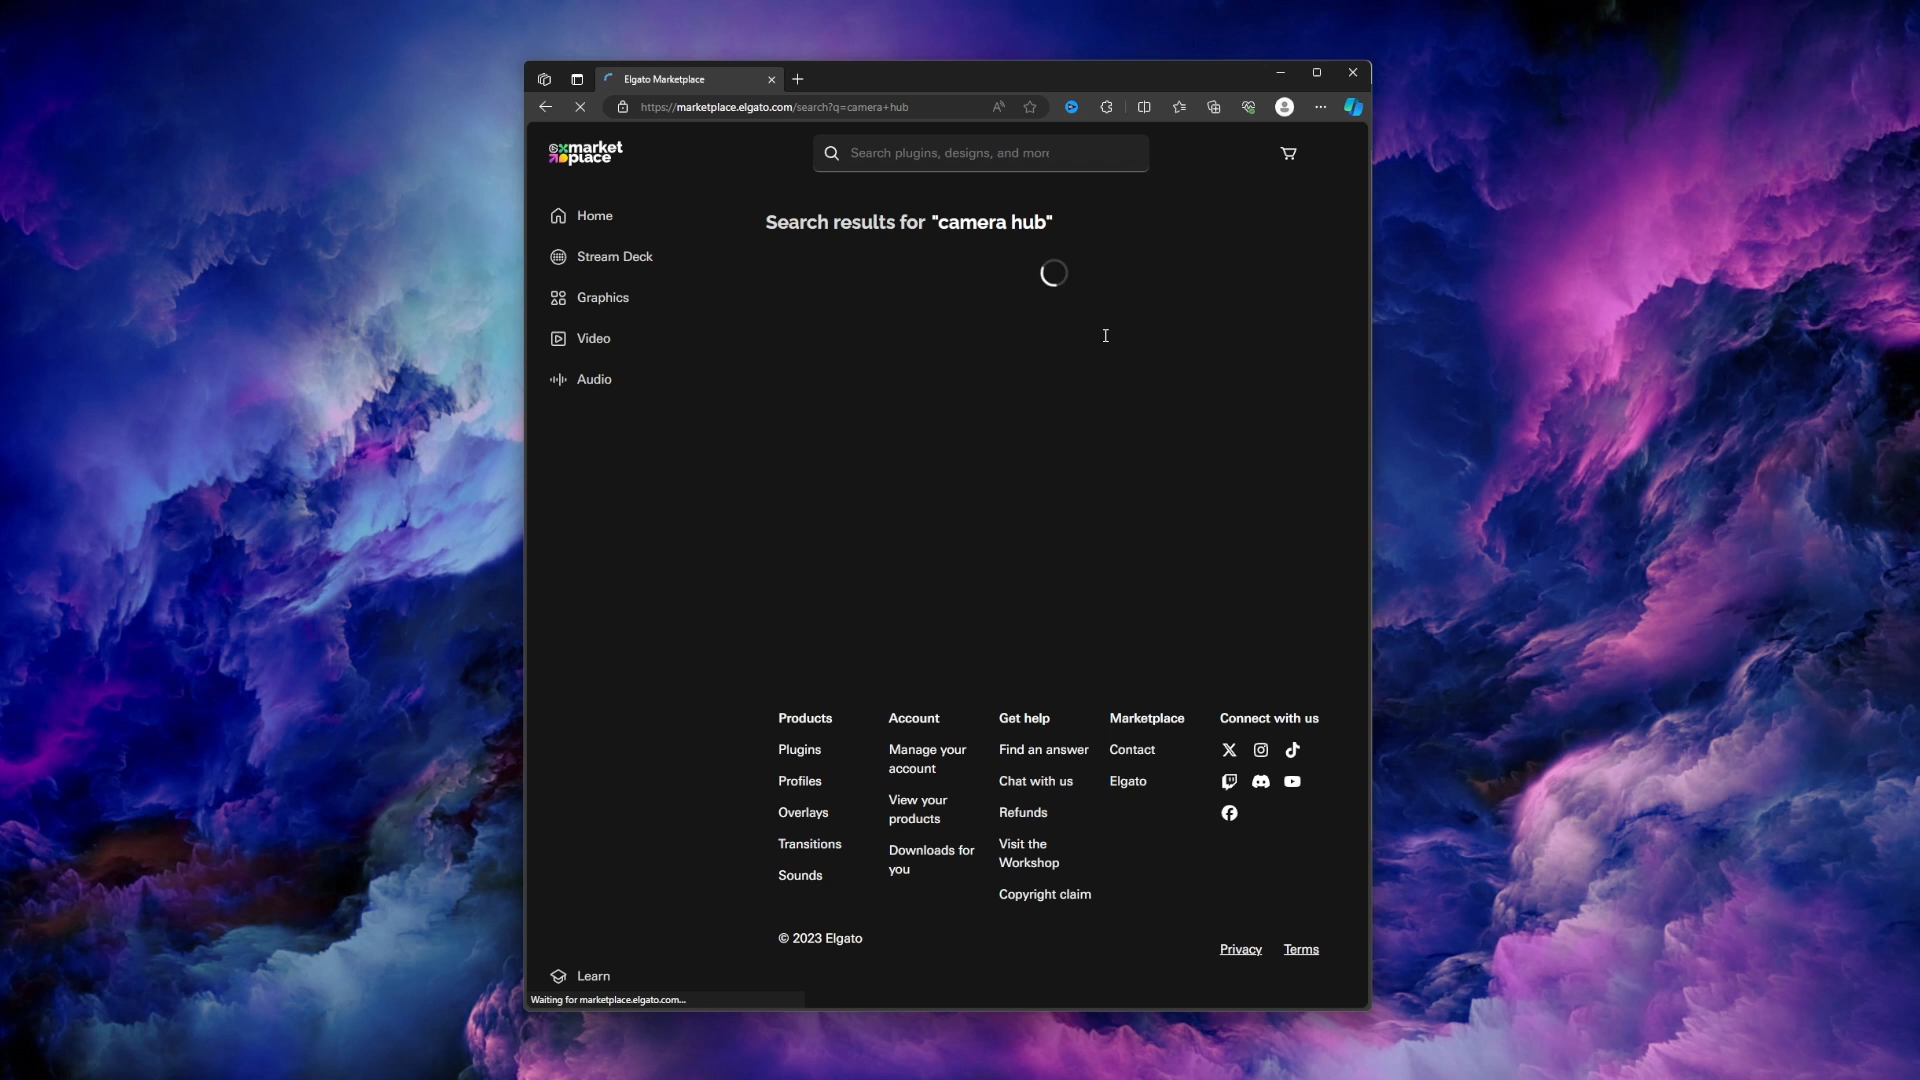 Elgato Marketplace
https://marketplace.elgato.com/search?q=camera+hub
market
place
Search plugins, designs, and more
Home
Stream Deck
Graphics
Video
Audio
Search results for "camera hub"
Products
Plugins
Profiles
Overlays
Transitions
Sounds
Account
Manage your
account
View your
products
Downloads for
you
Get help
Find an answer
Chat with us
Refunds
Visit the
Workshop
Copyright claim
Marketplace
Contact
Elgato
Connect with us
© 2023 Elgato
Privacy
Terms
Learn
Waiting for marketplace.elgato.com...